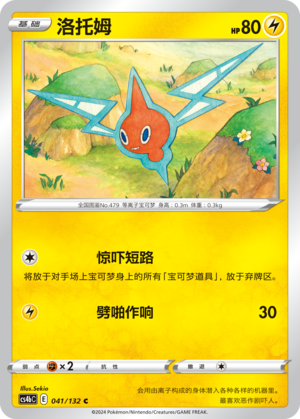 基础 洛托姆 HP80
全国图鉴No.479 等离子宝可梦 身高:0.3m 体重:0.3kg
惊吓短路
将放于对手场上宝可梦身上的所有「宝可梦道具」,放于弃牌区。
劈啪作响 30
弱点 ×2 抵抗力 撤退
Illus.Sekio
CS4bC E 041/132 C
会用由离子构成的身体潜入各种各样的机器里。
最喜欢恶作剧吓人。
©2024 Pokémon/Nintendo/Creatures/GAME FREAK.